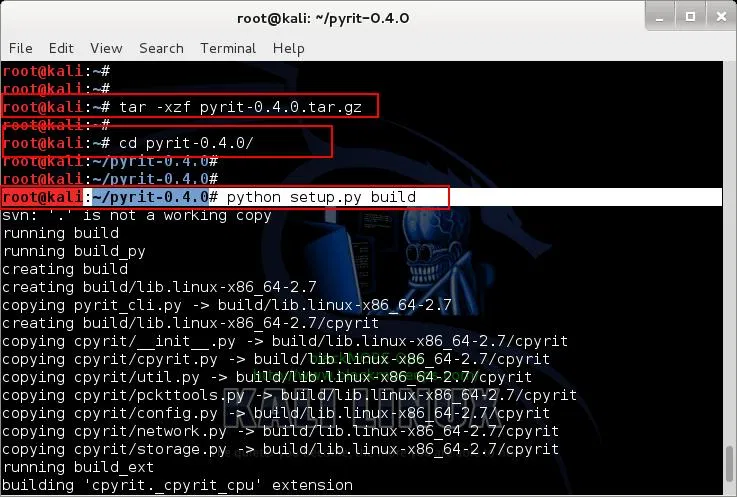 root@kali: ~/pyrit-0.4.0
File Edit View Search Terminal Help
root@kali:~#
root@kali:~#
root@kali:~# tar -xzf pyrit-0.4.0.tar.gz
root@kali:~#
root@kali:~# cd pyrit-0.4.0/
root@kali:~/pyrit-0.4.0#
root@kali:~/pyrit-0.4.0#
root@kali:~/pyrit-0.4.0# python setup.py build
svn: '.' is not a working copy
running build
running build_py
creating build
creating build/lib.linux-x86_64-2.7
copying pyrit_cli.py -> build/lib.linux-x86_64-2.7
creating build/lib.linux-x86_64-2.7/cpyrit
copying cpyrit/__init__.py -> build/lib.linux-x86_64-2.7/cpyrit
copying cpyrit/cpyrit.py -> build/lib.linux-x86_64-2.7/cpyrit
copying cpyrit/util.py -> build/lib.linux-x86_64-2.7/cpyrit
copying cpyrit/pckttools.py -> build/lib.linux-x86_64-2.7/cpyrit
copying cpyrit/config.py -> build/lib.linux-x86_64-2.7/cpyrit
copying cpyrit/network.py -> build/lib.linux-x86_64-2.7/cpyrit
copying cpyrit/storage.py -> build/lib.linux-x86_64-2.7/cpyrit
running build_ext
building 'cpyrit._cpyrit_cpu' extension
KALI LINUX